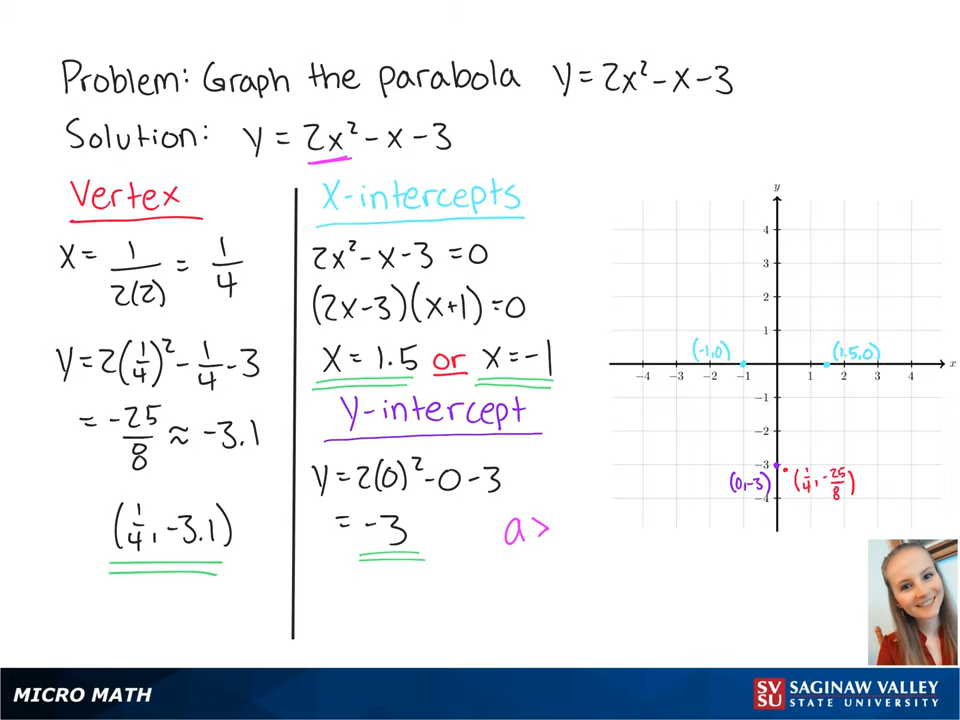 Problem: Graph the parabola y = 2x² - x - 3
Solution: y = 2x² - x - 3
Vertex
x = 1/2(2) = 1/4
y = 2(1/4)² - 1/4 - 3
= -25/8 ≈ -3.1
(1/4, -3.1)
X-intercepts
2x² - x - 3 = 0
(2x - 3)(x + 1) = 0
x = 1.5 or x = -1
Y-intercept
y = 2(0)² - 0 - 3
= -3
a >
y
4
3
2
1
(-1,0) (1.5,0)
x
-4 -3 -2 -1 1 2 3 4
-1
-2
-3
(0,-3) (1/4, -25/8)
-4
MICRO MATH
SV SU SAGINAW VALLEY
STATE UNIVERSITY